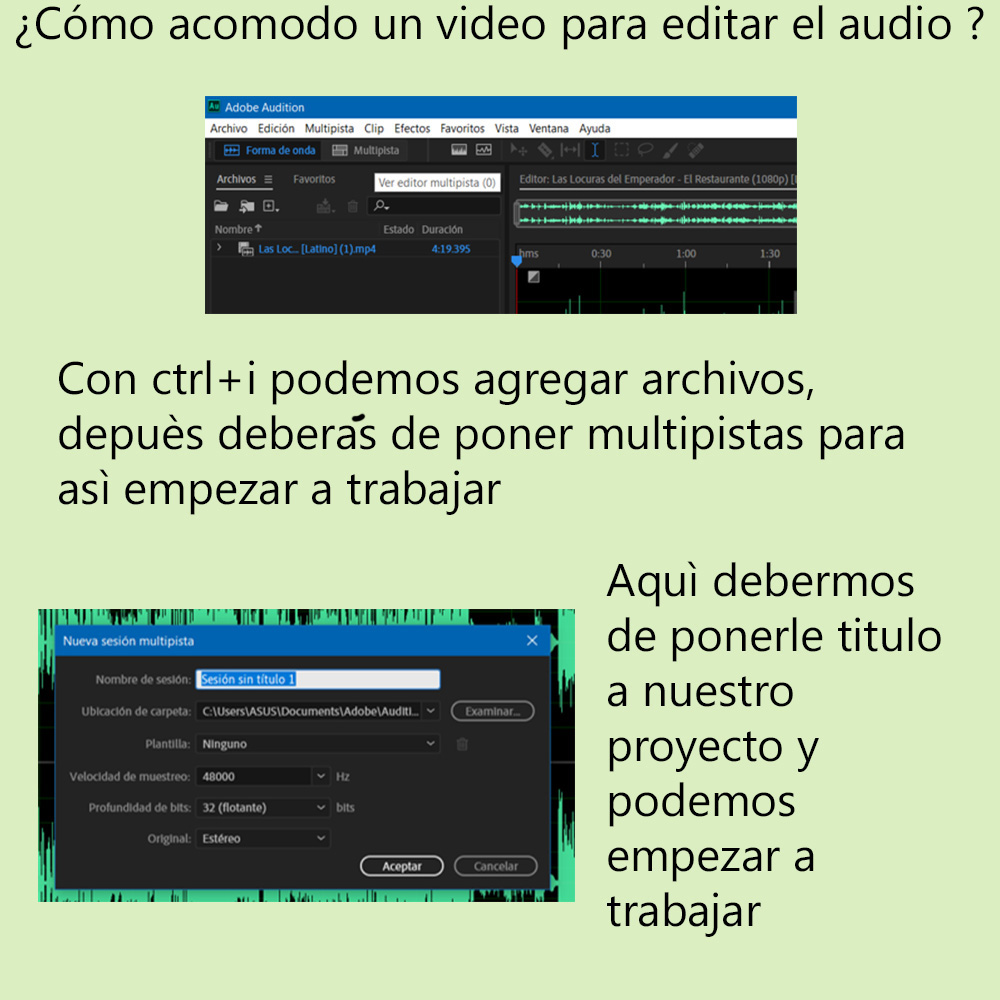 ¿Cómo acomodo un video para editar el audio ?
Au Adobe Audition
Archivo Edición Multipista Clip Efectos Favoritos Vista Ventana Ayuda
Forma de onda Multipista
Archivos Favoritos Ver editor multipista (0) Editor: Las Locuras del Emperador - El Restaurante (1080p) [
Nombre Estado Duración
Las Loc... [Latino] (1).mp4 4:19.395
hms 0:30 1:00 1:30
Con ctrl+i podemos agregar archivos,
depuès deberás de poner multipistas para
asì empezar a trabajar
Nueva sesión multipista
Nombre de sesión: Sesión sin título 1
Ubicación de carpeta: C:\Users\ASUS\Documents\Adobe\Auditi... Examinar...
Plantilla: Ninguno
Velocidad de muestreo: 48000 Hz
Profundidad de bits: 32 (flotante) bits
Original: Estéreo
Aceptar Cancelar
Aquì debermos
de ponerle titulo
a nuestro
proyecto y
podemos
empezar a
trabajar